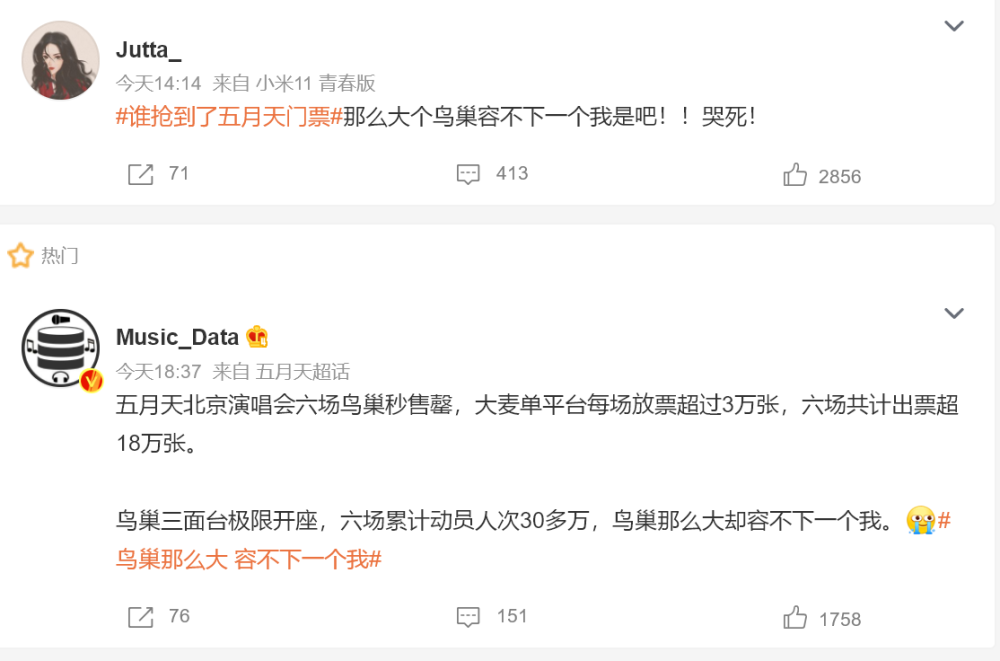 Jutta_
今天14:14 来自 小米11 青春版
#谁抢到了五月天门票#那么大个鸟巢容不下一个我是吧！！哭死！
71 413 2856
热门
Music_Data
今天18:37 来自 五月天超话
五月天北京演唱会六场鸟巢秒售罄，大麦单平台每场放票超过3万张，六场共计出票超
18万张。
鸟巢三面台极限开座，六场累计动员人次30多万，鸟巢那么大却容不下一个我。😭#
鸟巢那么大 容不下一个我#
76 151 1758